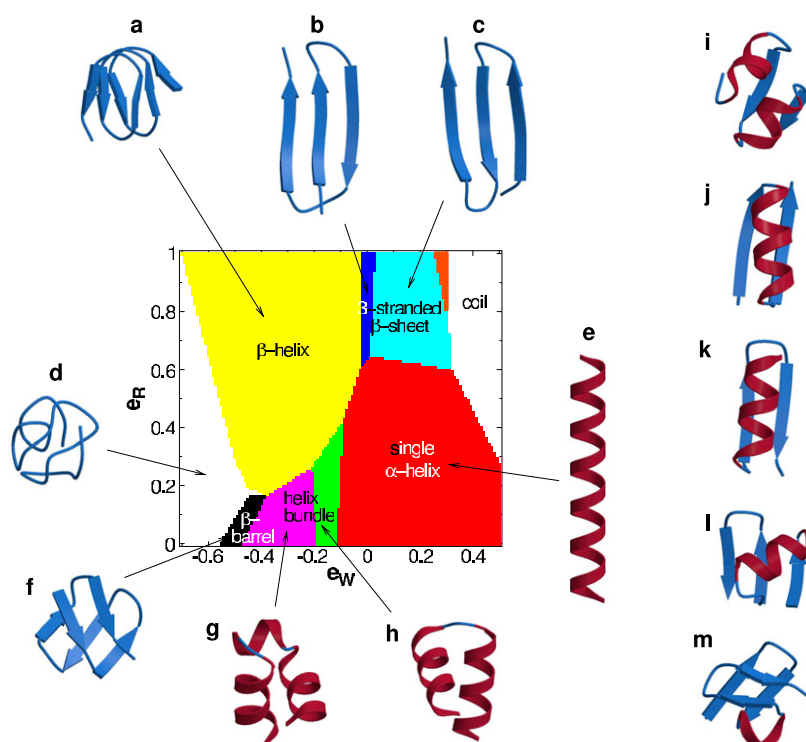 a
b
c
i
j
d
e
k
f
g
h
l
m
1
0.8
0.6
0.4
0.2
0
e_R
-0.6
-0.4
-0.2
0
0.2
0.4
e_W
β-helix
β-stranded
β-sheet
coil
single
α-helix
helix
bundle
β-
barrel